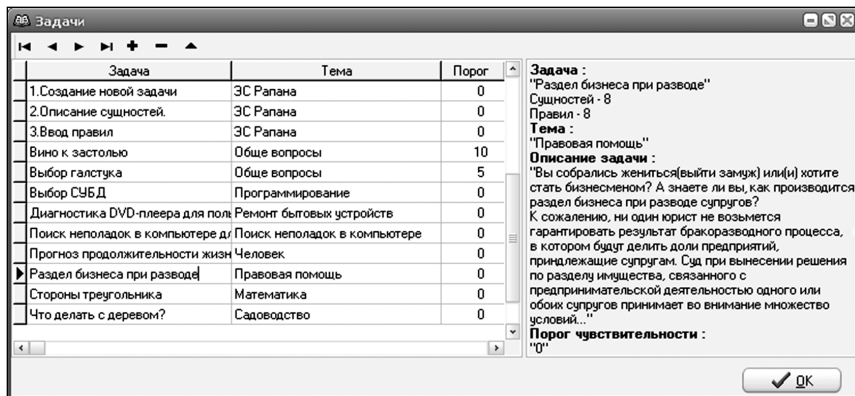 Задачи
Задача Тема Порог
1.Создание новой задачи ЭС Рапана 0
2.Описание сущностей. ЭС Рапана 0
3.Ввод правил ЭС Рапана 0
Вино к застолью Обще вопросы 10
Выбор галстука Обще вопросы 5
Выбор СУБД Программирование 0
Диагностика DVD-плеера для поль Ремонт бытовых устройств 0
Поиск неполадок в компьютере дл Поиск неполадок в компьютере 0
Прогноз продолжительности жизн Человек 0
Раздел бизнеса при разводе Правовая помощь 0
Стороны треугольника Математика 0
Что делать с деревом? Садоводство 0
Задача :
"Раздел бизнеса при разводе"
Сущностей - 8
Правил - 8
Тема :
"Правовая помощь"
Описание задачи :
"Вы собрались жениться(выйти замуж) или(и) хотите
стать бизнесменом? А знаете ли вы, как производится
раздел бизнеса при разводе супругов?
К сожалению, ни один юрист не возьмется
гарантировать результат бракоразводного процесса,
в котором будут делить доли предприятий,
приндлежащие супругам. Суд при вынесении решения
по разделу имущества, связанного с
предпринимательской деятельностью одного или
обоих супругов принимает во внимание множество
условий..."
Порог чувствительности :
"0"
OK